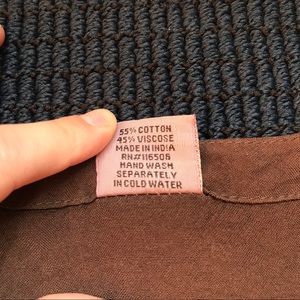 55% COTTON
45% VISCOSE
MADE IN INDIA
RN#116508
HAND WASH
SEPARATELY
IN COLD WATER